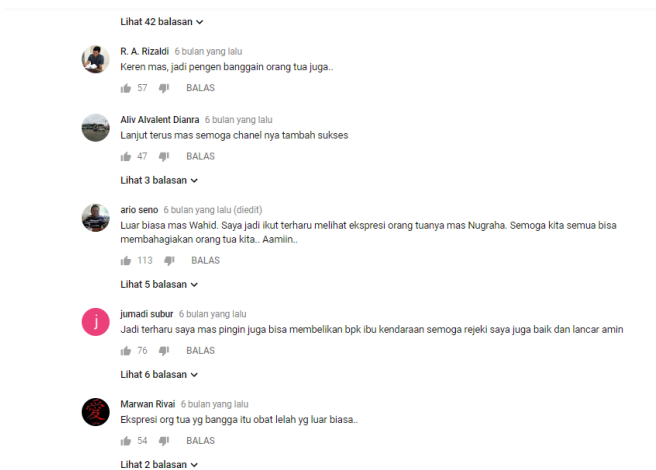 Lihat 42 balasan
R. A. Rizaldi 6 bulan yang lalu
Keren mas, jadi pengen banggain orang tua juga..
57 BALAS
Aliv Alvalent Dianra 6 bulan yang lalu
Lanjut terus mas semoga chanel nya tambah sukses
47 BALAS
Lihat 3 balasan
ario seno 6 bulan yang lalu (diedit)
Luar biasa mas Wahid. Saya jadi ikut terharu melihat ekspresi orang tuanya mas Nugraha. Semoga kita semua bisa
membahagiakan orang tua kita.. Aamiin..
113 BALAS
Lihat 5 balasan
j
jumadi subur 6 bulan yang lalu
Jadi terharu saya mas pingin juga bisa membelikan bpk ibu kendaraan semoga rejeki saya juga baik dan lancar amin
76 BALAS
Lihat 6 balasan
Marwan Rivai 6 bulan yang lalu
Ekspresi org tua yg bangga itu obat lelah yg luar biasa..
54 BALAS
Lihat 2 balasan